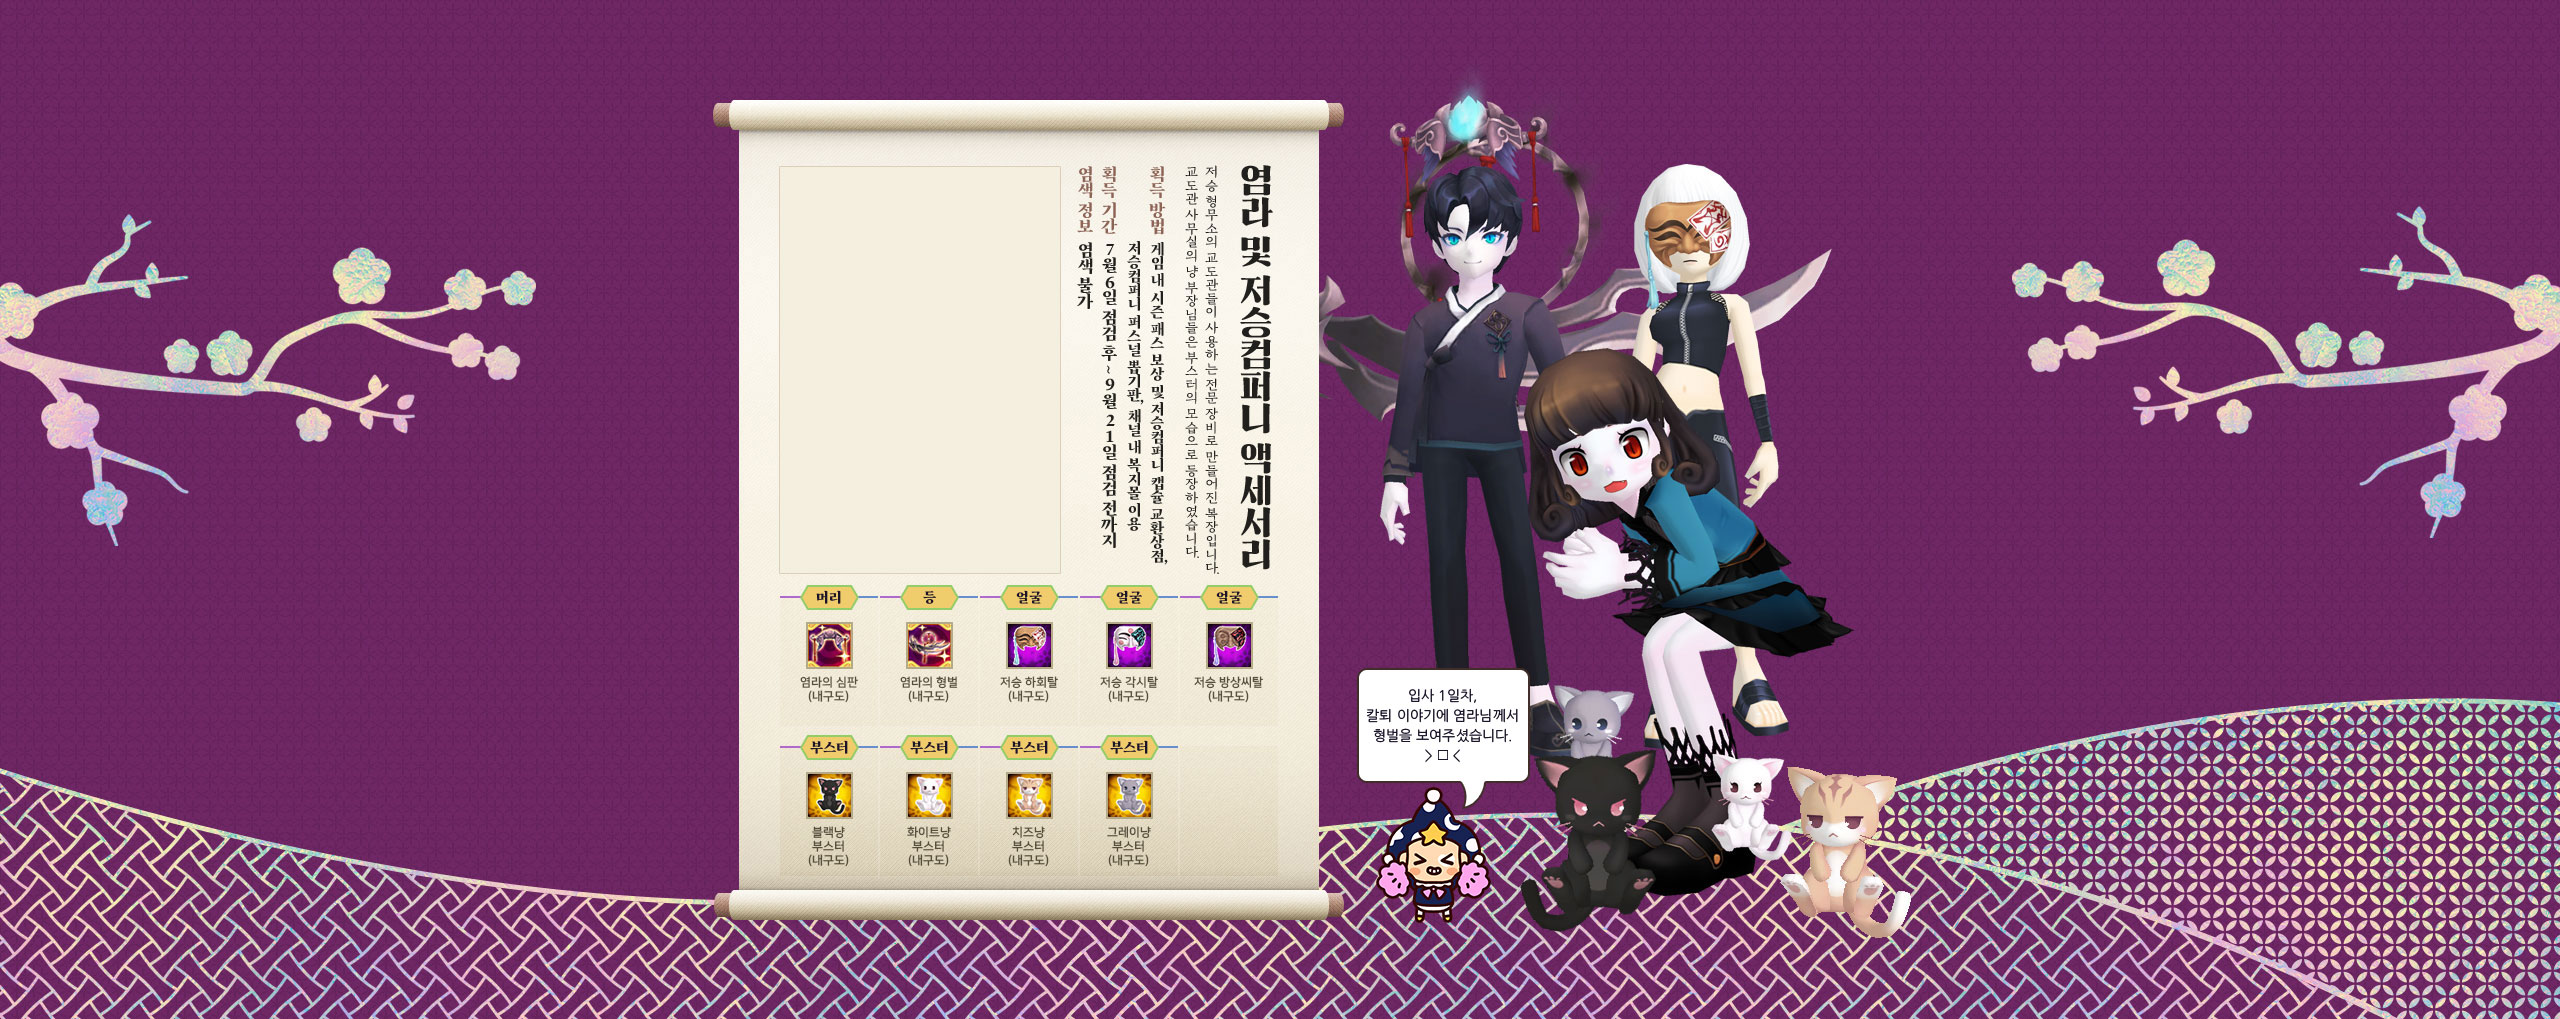 염라 및 저승컴퍼니 액세서리
저승 형무소의 교도관들이 사용하는 전문 장비로 만들어진 복장입니다.
교도관 사무실의 냥 부장님들은 부스터의 모습으로 등장하였습니다.
획득 방법 게임 내 시즌 패스 보상 및 저승컴퍼니 캡슐 교환상점,
저승컴퍼니 퍼스널 뽑기판, 채널 내 복지몰 이용
획득 기간 7월 6일 점검 후 ~ 9월 21일 점검 전까지
염색 정보 염색 불가
머리
염라의 심판
(내구도)
등
염라의 형벌
(내구도)
얼굴
저승 하회탈
(내구도)
얼굴
저승 각시탈
(내구도)
얼굴
저승 방상씨탈
(내구도)
부스터
블랙냥
부스터
(내구도)
부스터
화이트냥
부스터
(내구도)
부스터
치즈냥
부스터
(내구도)
부스터
그레이냥
부스터
(내구도)
입사 1일차,
칼퇴 이야기에 염라님께서
형벌을 보여주셨습니다.
> ㅁ <